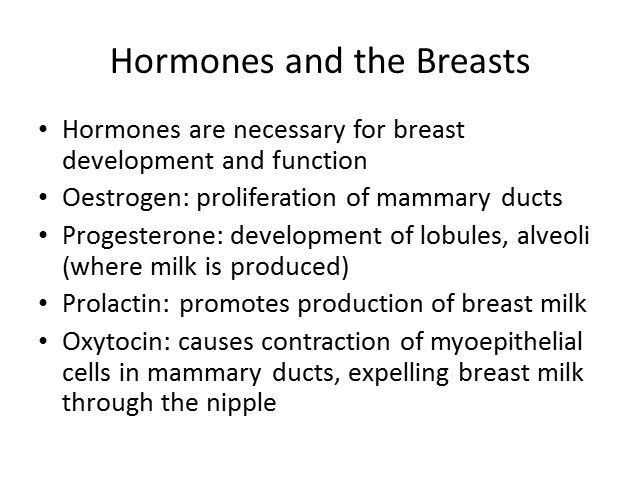 Hormones and the Breasts
• Hormones are necessary for breast
development and function
• Oestrogen: proliferation of mammary ducts
• Progesterone: development of lobules, alveoli
(where milk is produced)
• Prolactin: promotes production of breast milk
• Oxytocin: causes contraction of myoepithelial
cells in mammary ducts, expelling breast milk
through the nipple